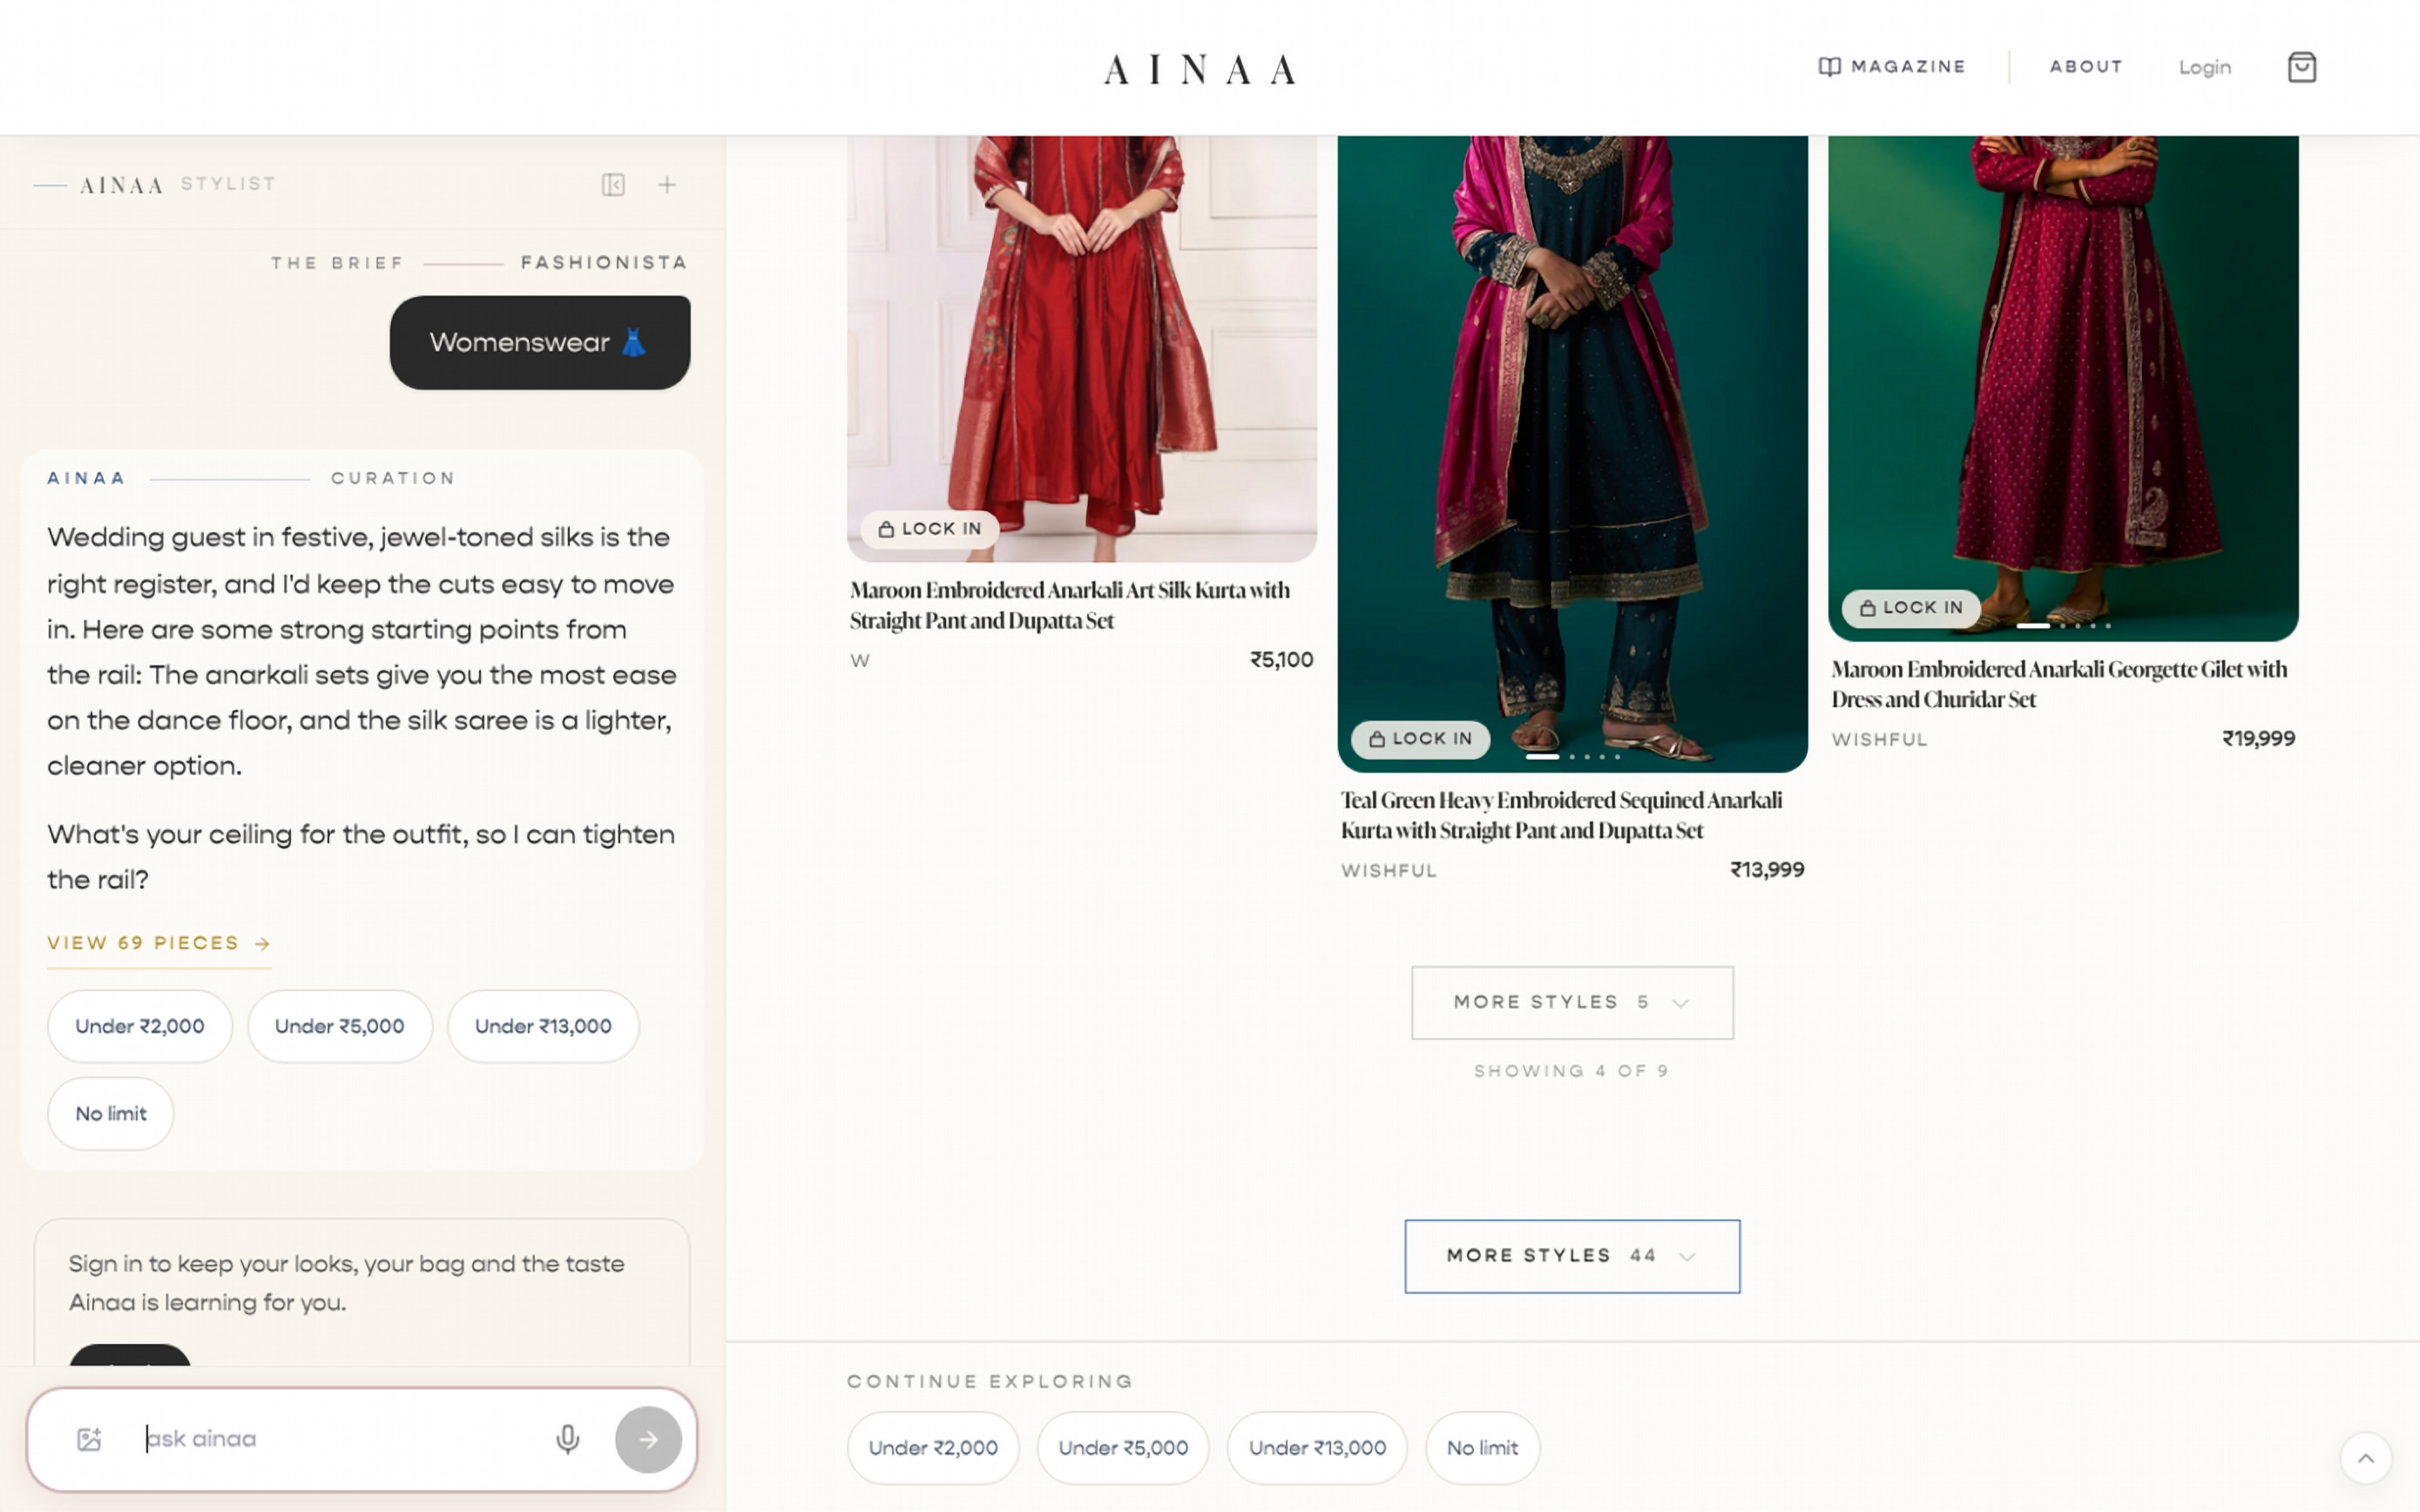 AINAA
MAGAZINE
ABOUT
Login
AINAA STYLIST
THE BRIEF FASHIONISTA
Womenswear
AINAA CURATION
Wedding guest in festive, jewel-toned silks is the
right register, and I'd keep the cuts easy to move
in. Here are some strong starting points from
the rail: The anarkali sets give you the most ease
on the dance floor, and the silk saree is a lighter,
cleaner option.
What's your ceiling for the outfit, so I can tighten
the rail?
VIEW 69 PIECES →
Under ₹2,000
Under ₹5,000
Under ₹13,000
No limit
Sign in to keep your looks, your bag and the taste
Ainaa is learning for you.
ask ainaa
LOCK IN
Maroon Embroidered Anarkali Art Silk Kurta with
Straight Pant and Dupatta Set
W ₹5,100
LOCK IN
Teal Green Heavy Embroidered Sequined Anarkali
Kurta with Straight Pant and Dupatta Set
WISHFUL ₹13,999
LOCK IN
Maroon Embroidered Anarkali Georgette Gilet with
Dress and Churidar Set
WISHFUL ₹19,999
MORE STYLES 5
SHOWING 4 OF 9
MORE STYLES 44
CONTINUE EXPLORING
Under ₹2,000
Under ₹5,000
Under ₹13,000
No limit